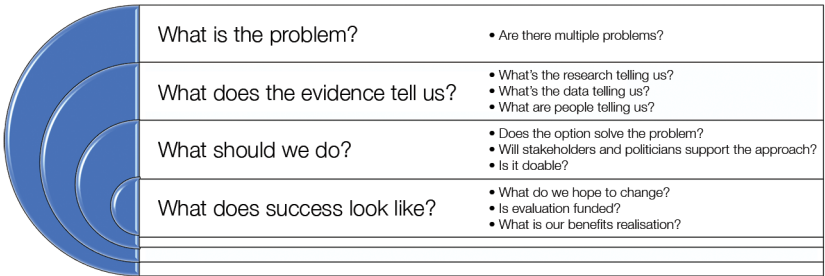 What is the problem?
• Are there multiple problems?
What does the evidence tell us?
• What's the research telling us?
• What's the data telling us?
• What are people telling us?
What should we do?
• Does the option solve the problem?
• Will stakeholders and politicians support the approach?
• Is it doable?
What does success look like?
• What do we hope to change?
• Is evaluation funded?
• What is our benefits realisation?